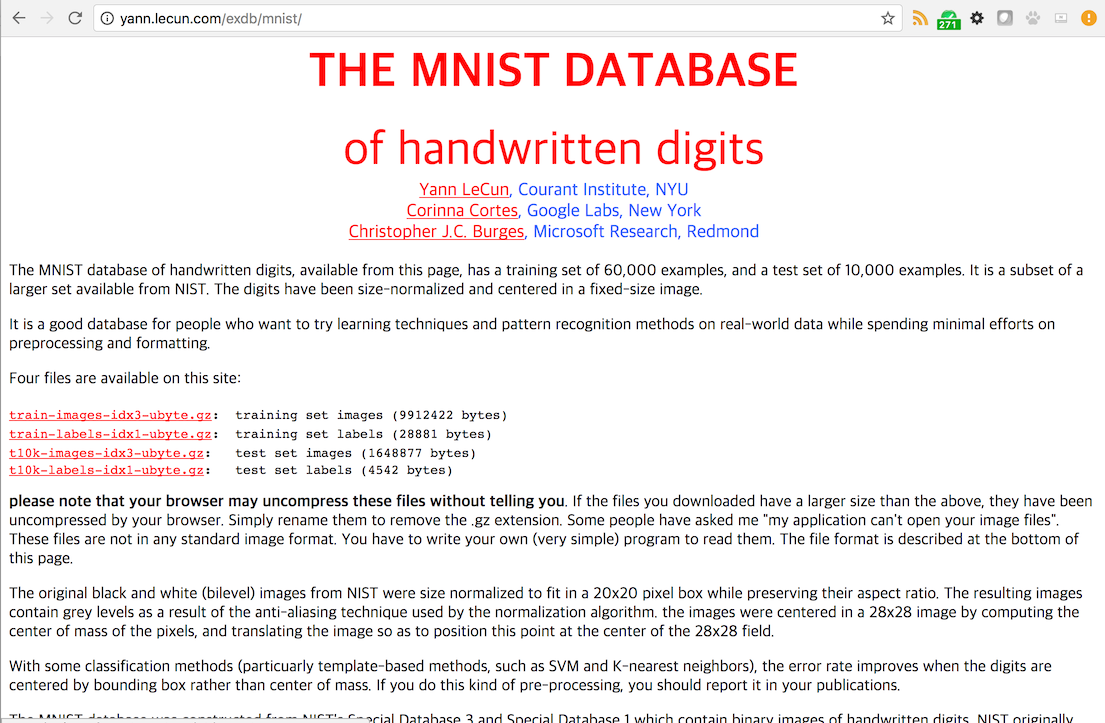 yann.lecun.com/exdb/mnist/
271
THE MNIST DATABASE
of handwritten digits
Yann LeCun, Courant Institute, NYU
Corinna Cortes, Google Labs, New York
Christopher J.C. Burges, Microsoft Research, Redmond
The MNIST database of handwritten digits, available from this page, has a training set of 60,000 examples, and a test set of 10,000 examples. It is a subset of a
larger set available from NIST. The digits have been size-normalized and centered in a fixed-size image.
It is a good database for people who want to try learning techniques and pattern recognition methods on real-world data while spending minimal efforts on
preprocessing and formatting.
Four files are available on this site:
train-images-idx3-ubyte.gz: training set images (9912422 bytes)
train-labels-idx1-ubyte.gz: training set labels (28881 bytes)
t10k-images-idx3-ubyte.gz: test set images (1648877 bytes)
t10k-labels-idx1-ubyte.gz: test set labels (4542 bytes)
please note that your browser may uncompress these files without telling you. If the files you downloaded have a larger size than the above, they have been
uncompressed by your browser. Simply rename them to remove the .gz extension. Some people have asked me "my application can't open your image files".
These files are not in any standard image format. You have to write your own (very simple) program to read them. The file format is described at the bottom of
this page.
The original black and white (bilevel) images from NIST were size normalized to fit in a 20x20 pixel box while preserving their aspect ratio. The resulting images
contain grey levels as a result of the anti-aliasing technique used by the normalization algorithm. the images were centered in a 28x28 image by computing the
center of mass of the pixels, and translating the image so as to position this point at the center of the 28x28 field.
With some classification methods (particuarly template-based methods, such as SVM and K-nearest neighbors), the error rate improves when the digits are
centered by bounding box rather than center of mass. If you do this kind of pre-processing, you should report it in your publications.
The MNIST database was constructed from NIST's Special Database 3 and Special Database 1 which contain binary images of handwritten digits. NIST originally